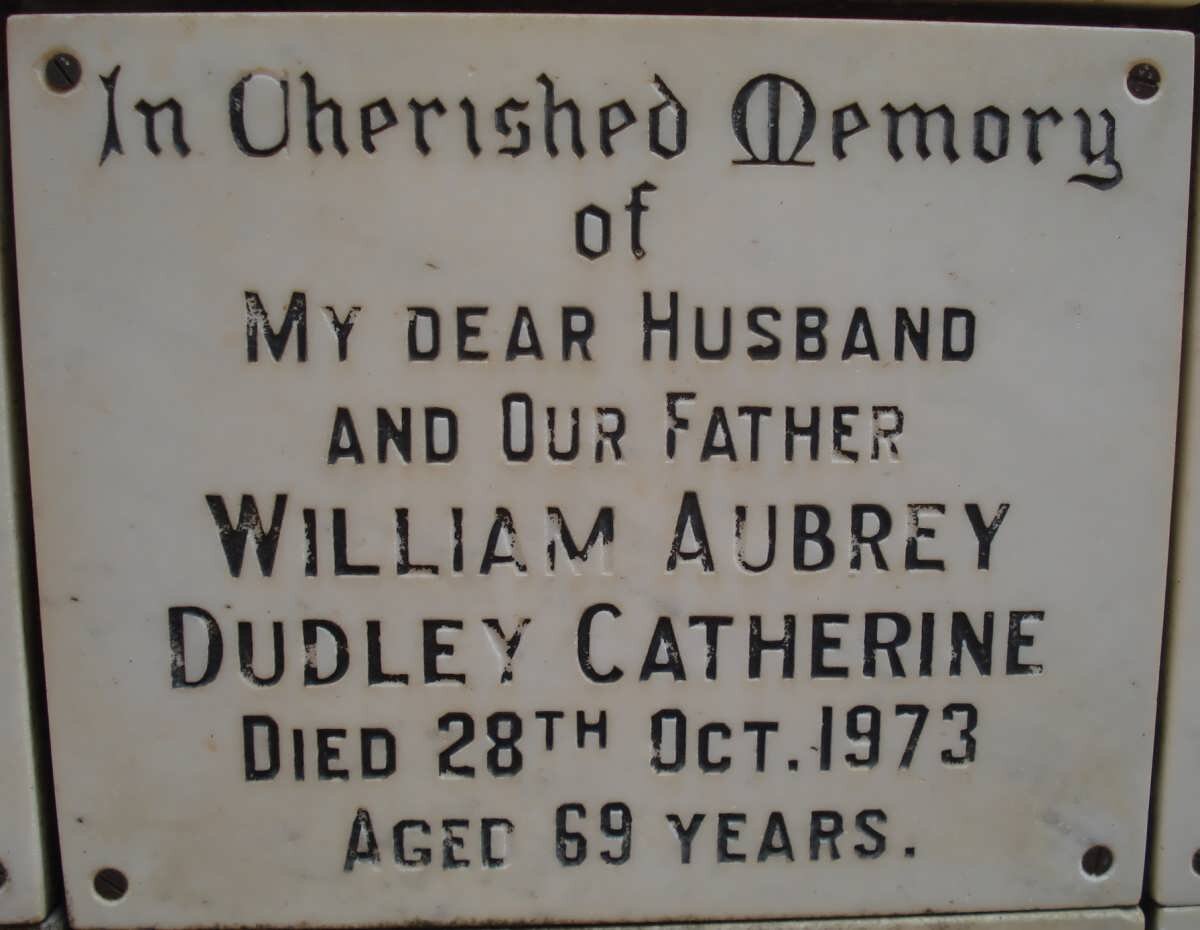 In Cherished Memory
of
My dear Husband
and Our Father
William Aubrey
Dudley Catherine
Died 28th Oct. 1973
Aged 69 years.